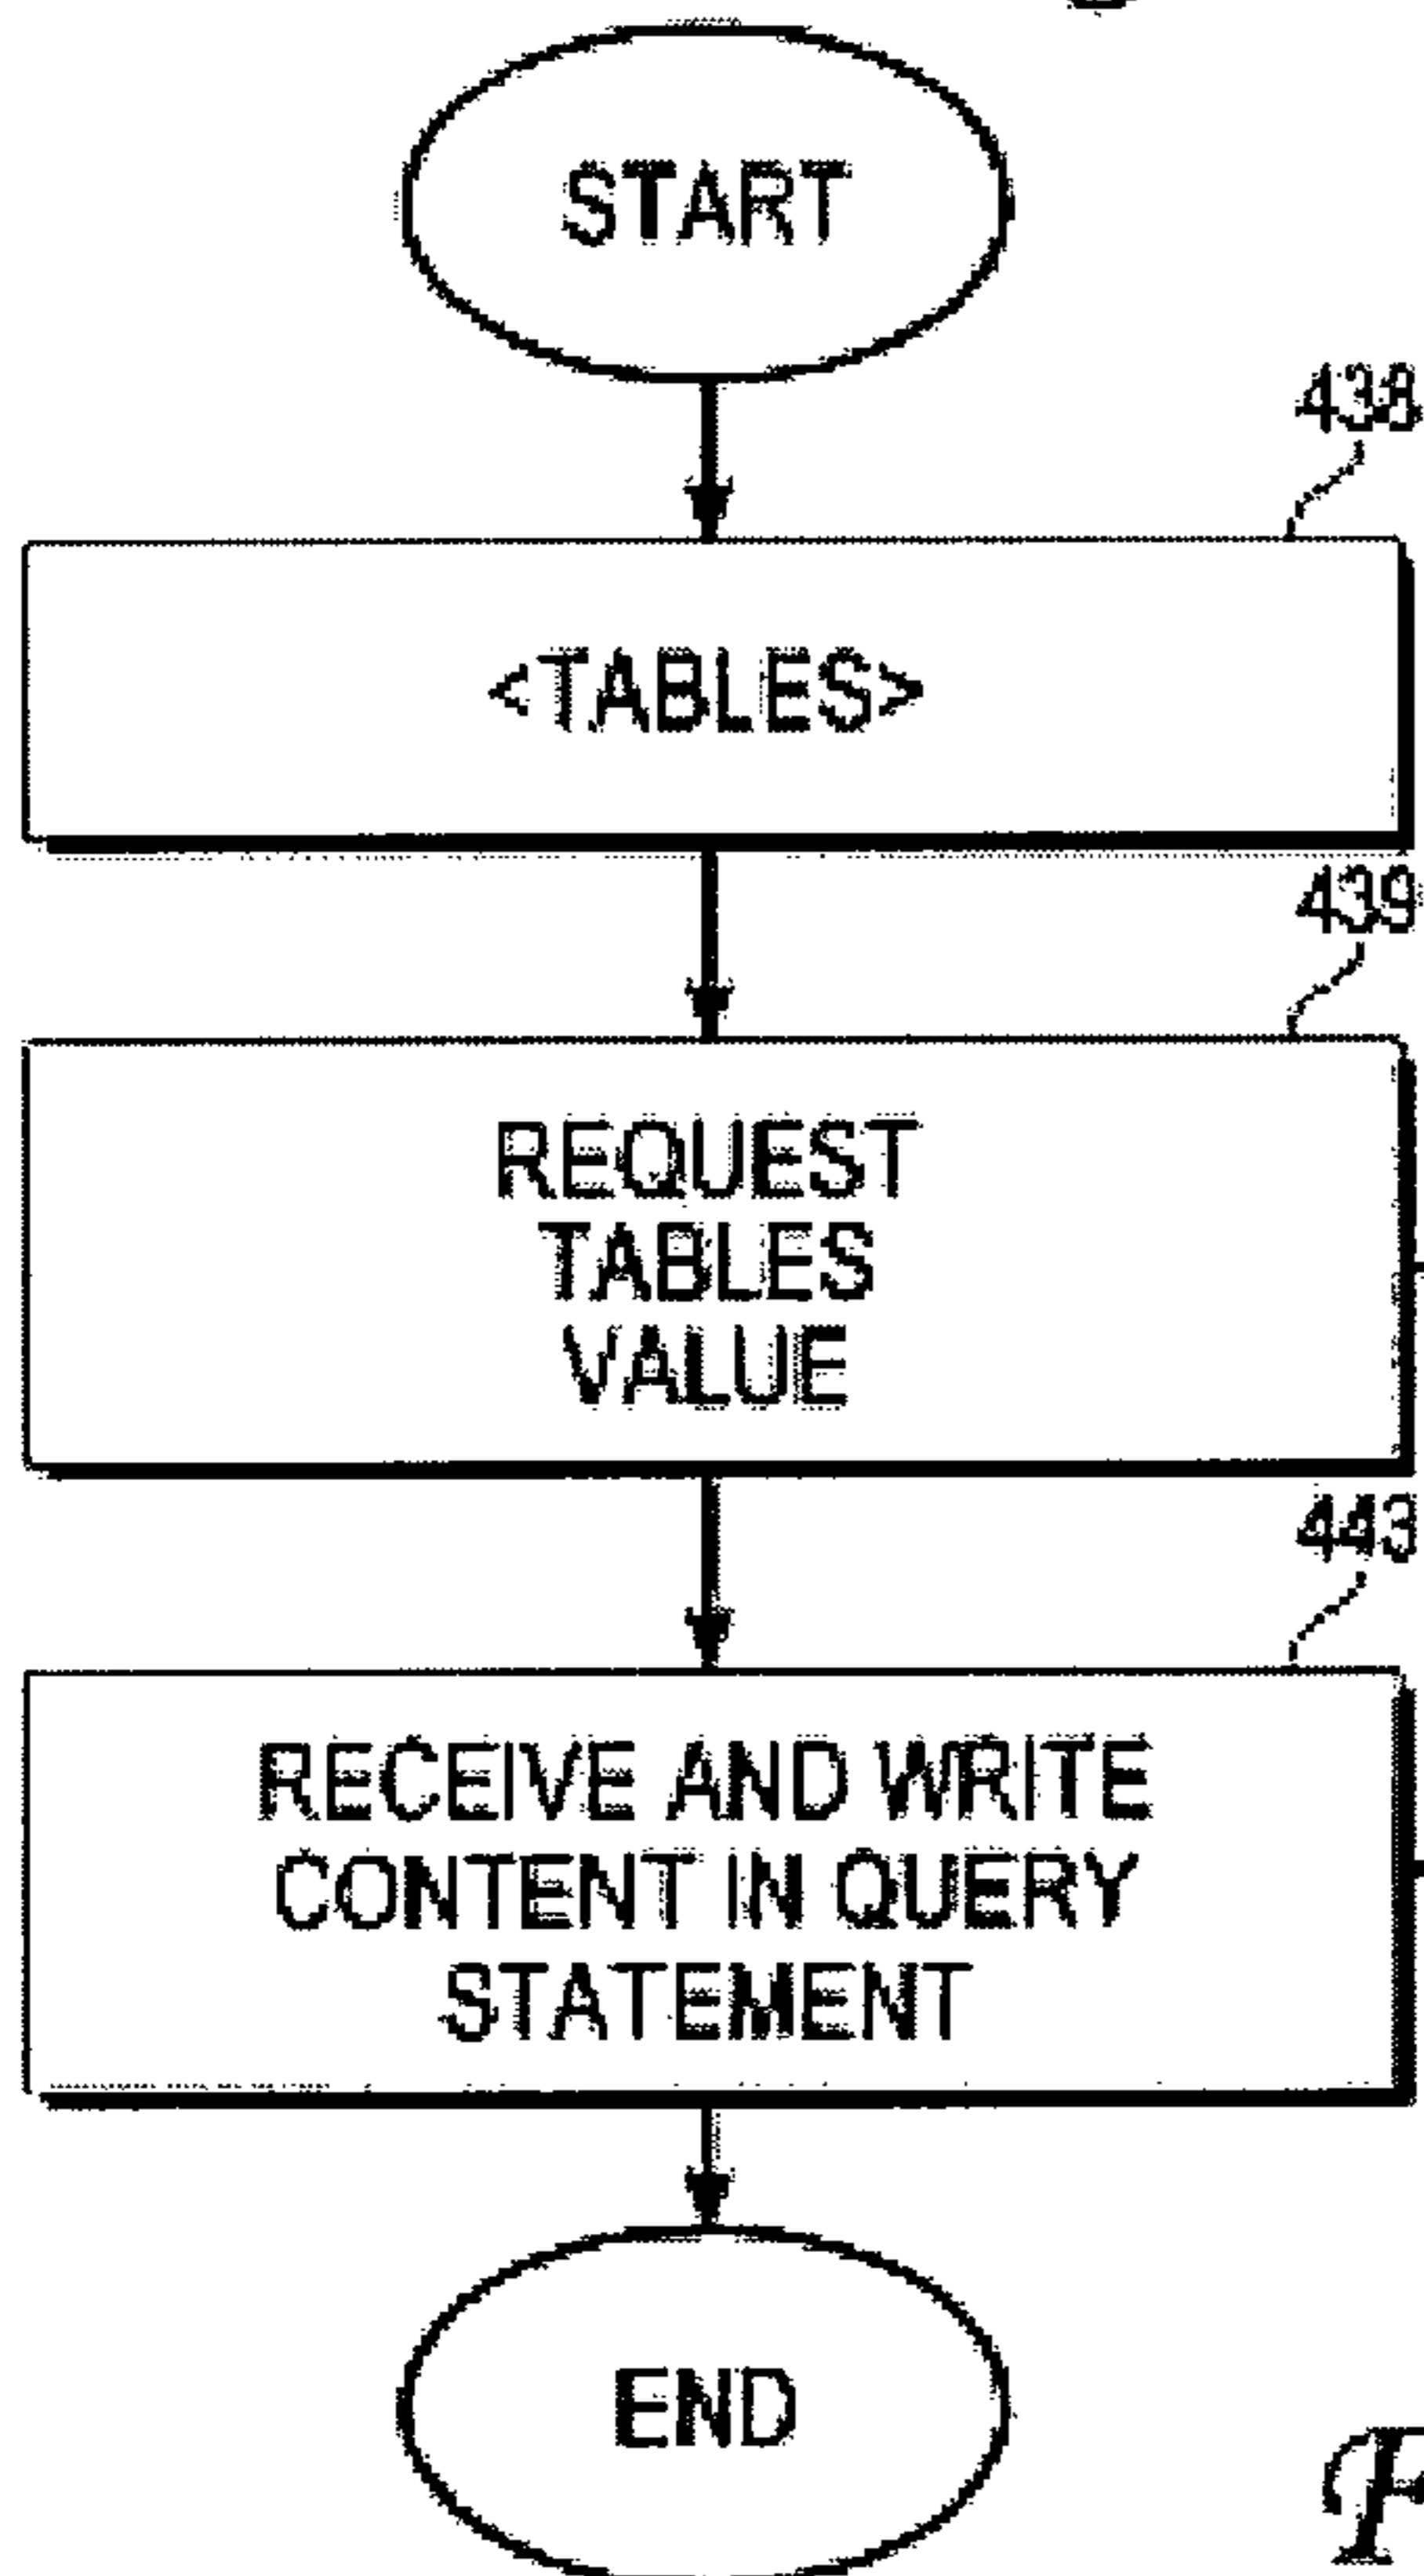 START
438
<TABLES>
439
REQUEST
TABLES
VALUE
443
RECEIVE AND WRITE
CONTENT IN QUERY
STATEMENT
END